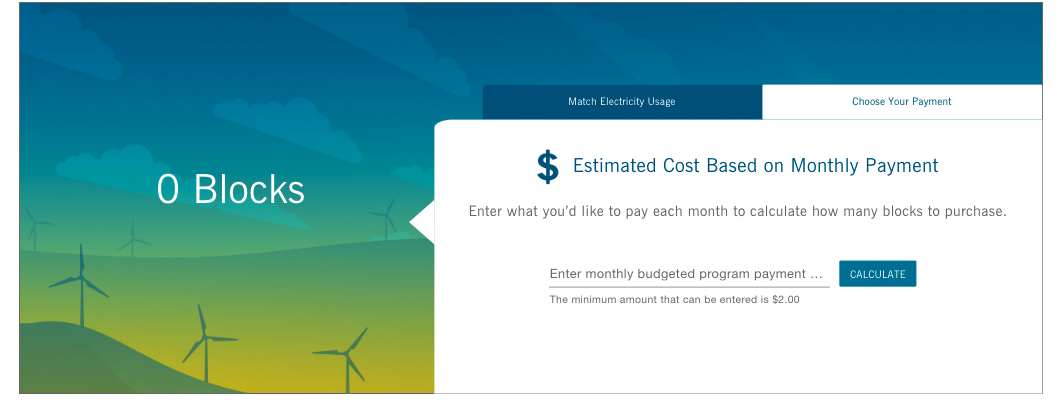 Match Electricity Usage
Choose Your Payment
0 Blocks
$ Estimated Cost Based on Monthly Payment
Enter what you'd like to pay each month to calculate how many blocks to purchase.
Enter monthly budgeted program payment ...
CALCULATE
The minimum amount that can be entered is $2.00